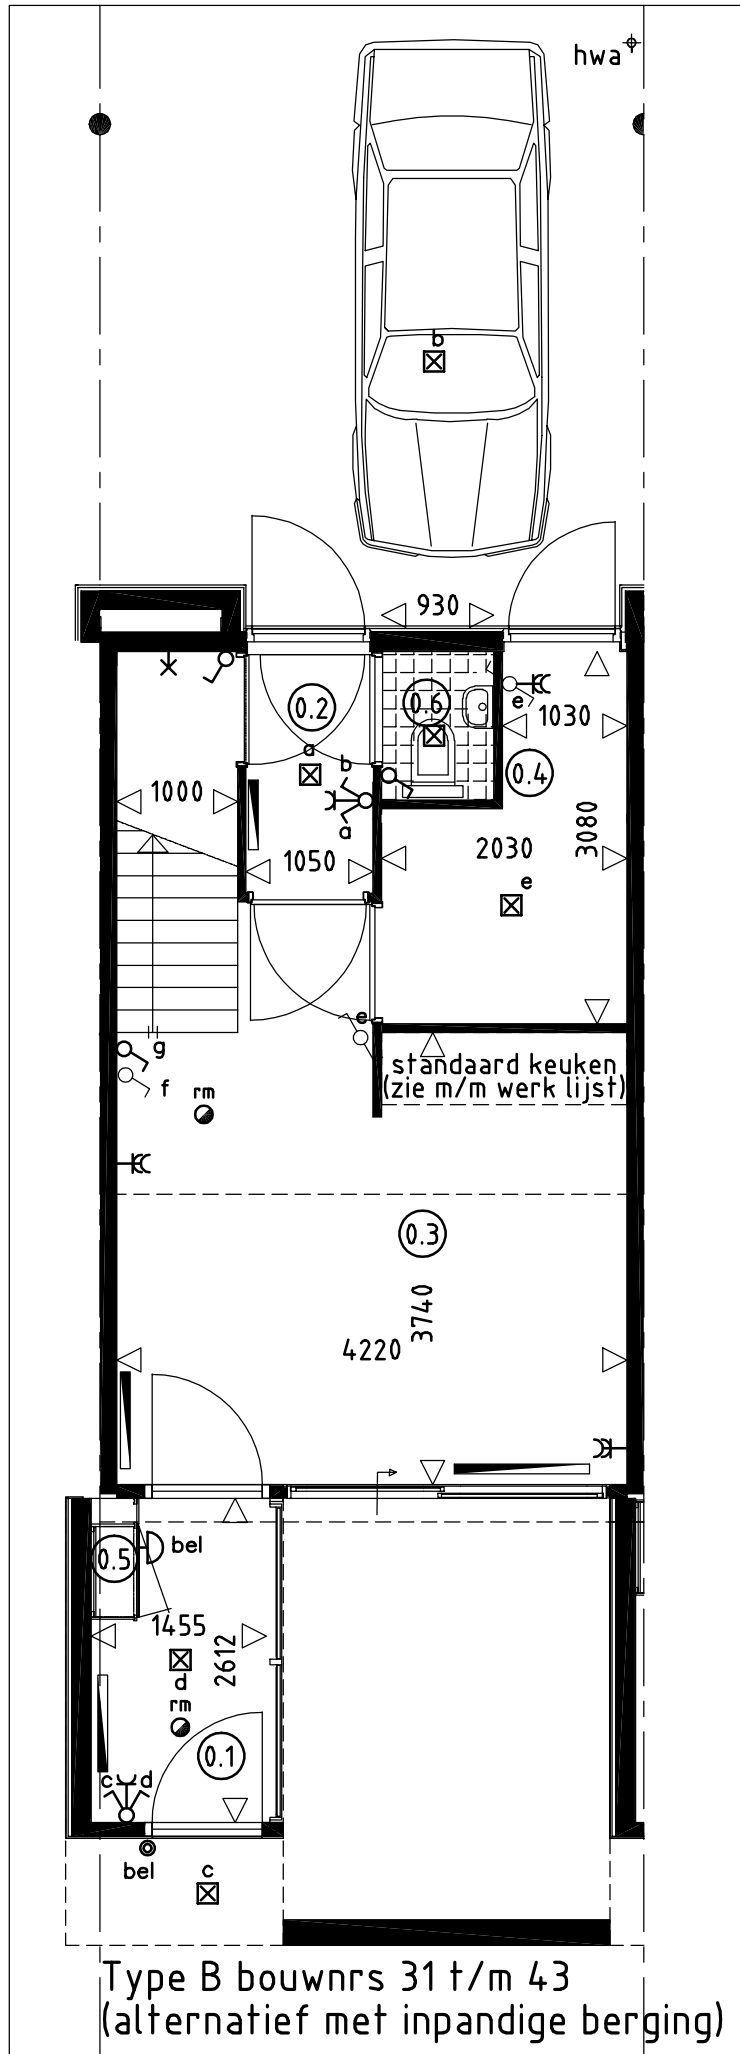 hwa
b
930
0.2
0.6
e
1030
a
0.4
b
1000
a
3080
1050
2030
e
e
g
standaard keuken
f
rm
(zie m/m werk lijst)
0.3
3740
4220
bel
0.5
1455
2612
d
rm
0.1
c d
bel
c
Type B bouwnrs 31 t/m 43
(alternatief met inpandige berging)